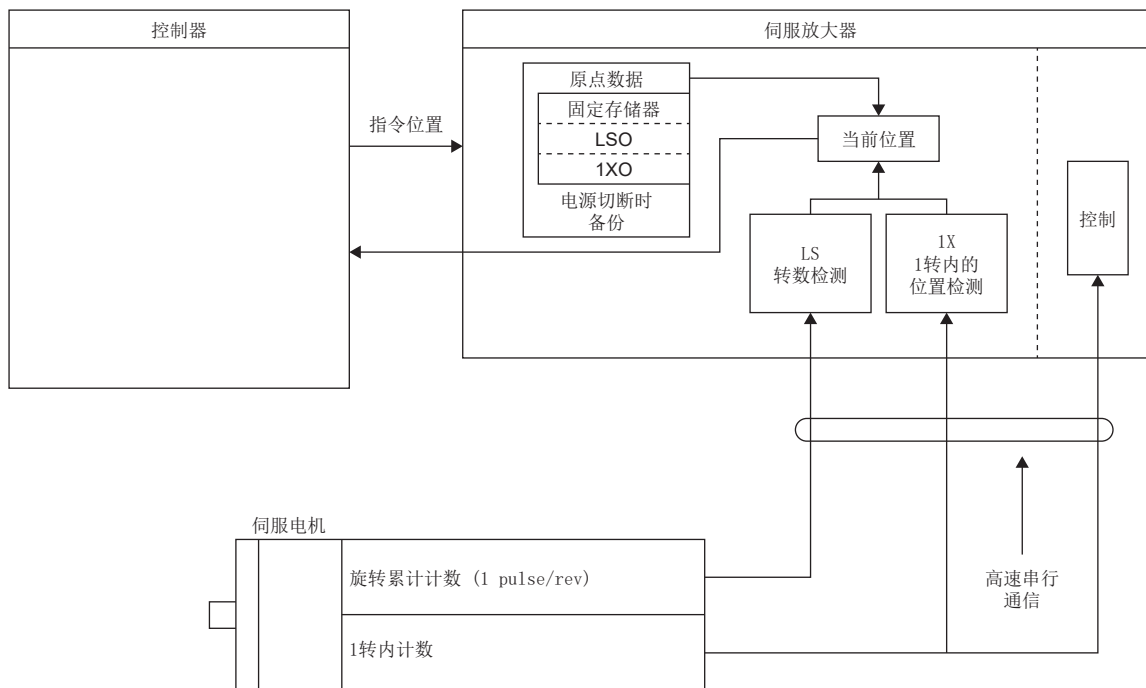 控制器
伺服放大器
原点数据
固定存储器
LSO
1XO
电源切断时
备份
指令位置
当前位置
LS
转数检测
1X
1转内的
位置检测
控制
高速串行
通信
伺服电机
旋转累计计数 (1 pulse/rev)
1转内计数